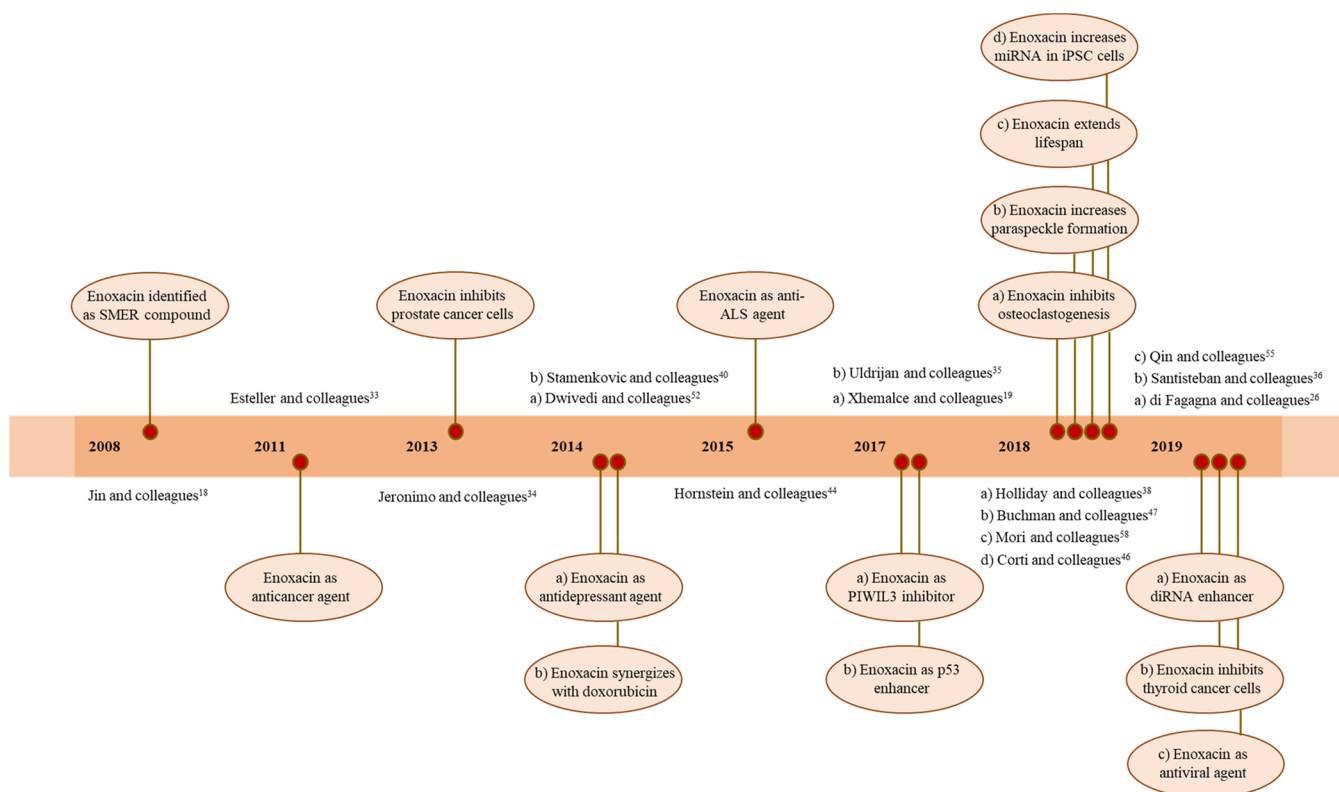 d) Enoxacin increases
miRNA in iPSC cells
c) Enoxacin extends
lifespan
b) Enoxacin increases
paraspeckle formation
Enoxacin identified
as SMER compound
Enoxacin inhibits
prostate cancer cells
Enoxacin as anti-
ALS agent
a) Enoxacin inhibits
osteoclastogenesis
Esteller and colleagues33
b) Stamenkovic and colleagues40
a) Dwivedi and colleagues52
b) Uldrijan and colleagues35
a) Xhemalce and colleagues19
c) Qin and colleagues55
b) Santisteban and colleagues36
a) di Fagagna and colleagues26
2008
2011
2013
2014
2015
2017
2018
2019
Jin and colleagues18
Jeronimo and colleagues34
Hornstein and colleagues44
a) Holliday and colleagues38
b) Buchman and colleagues47
c) Mori and colleagues58
d) Corti and colleagues46
Enoxacin as
anticancer agent
a) Enoxacin as
antidepressant agent
b) Enoxacin synergizes
with doxorubicin
a) Enoxacin as
PIWIL3 inhibitor
b) Enoxacin as p53
enhancer
a) Enoxacin as
diRNA enhancer
b) Enoxacin inhibits
thyroid cancer cells
c) Enoxacin as
antiviral agent